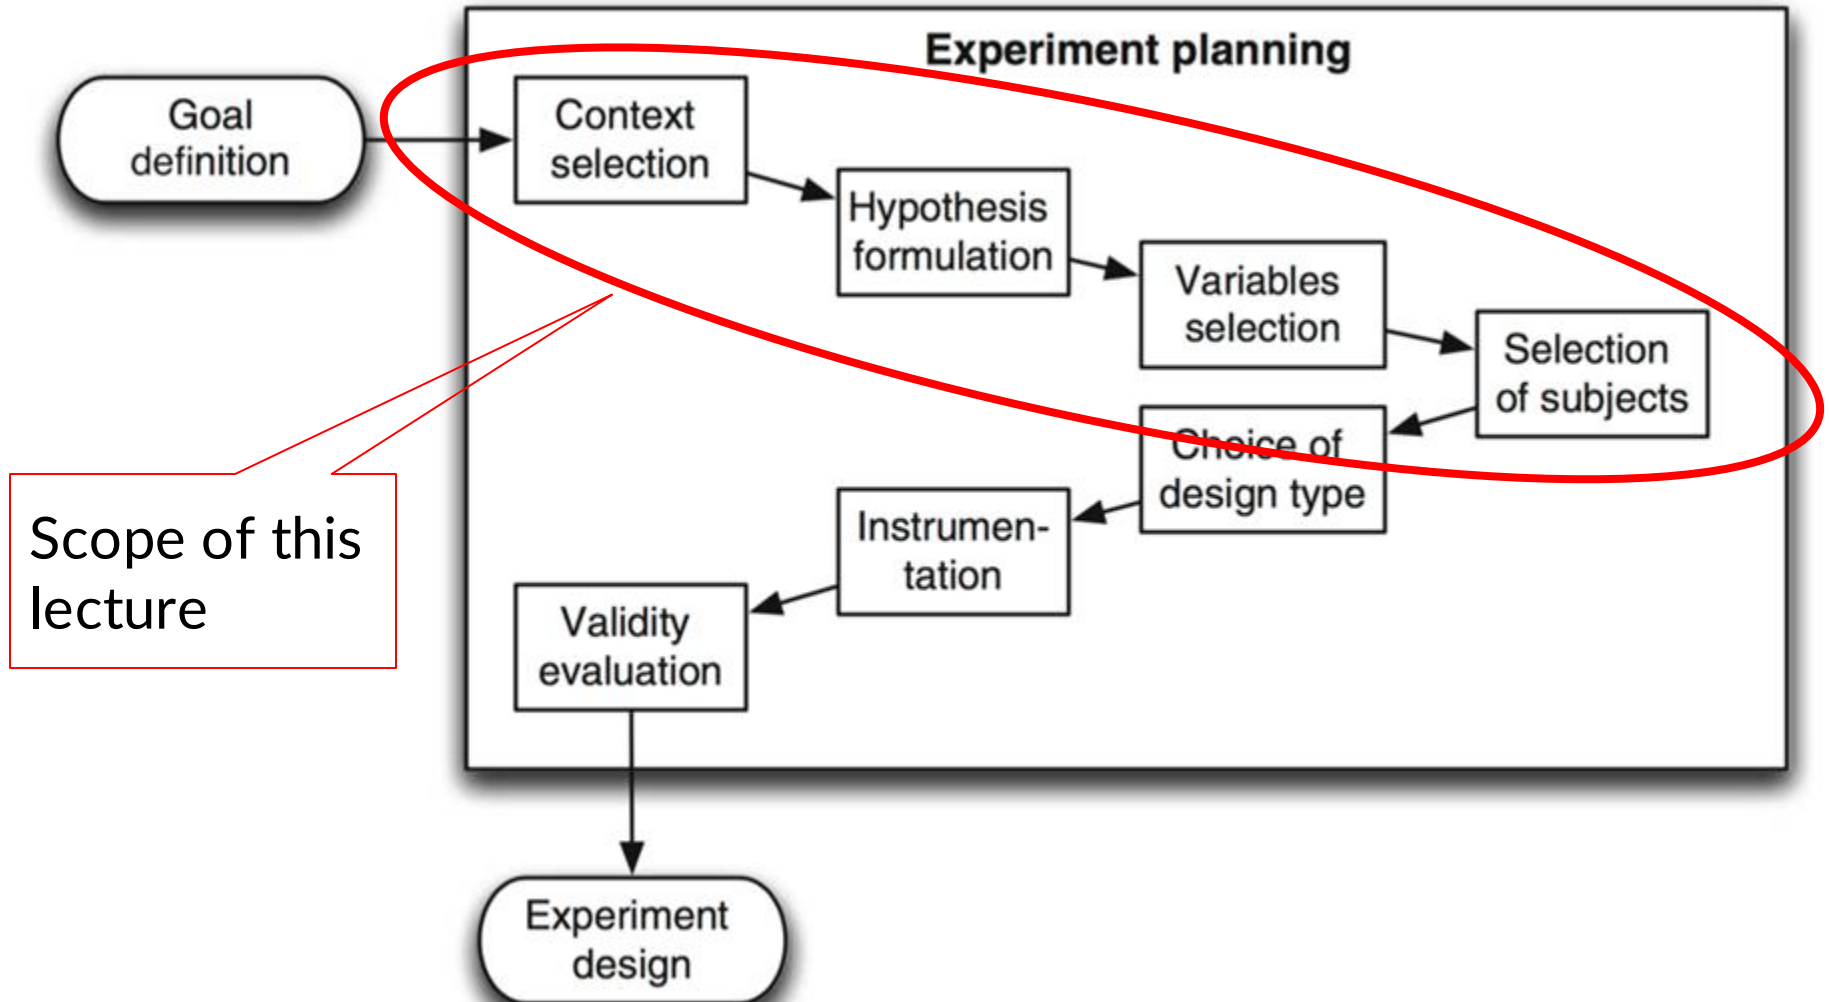 Experiment planning
Goal
definition
Context
selection
Hypothesis
formulation
Variables
selection
Selection
of subjects
Choice of
design type
Instrumen-
tation
Validity
evaluation
Experiment
design
Scope of this
lecture